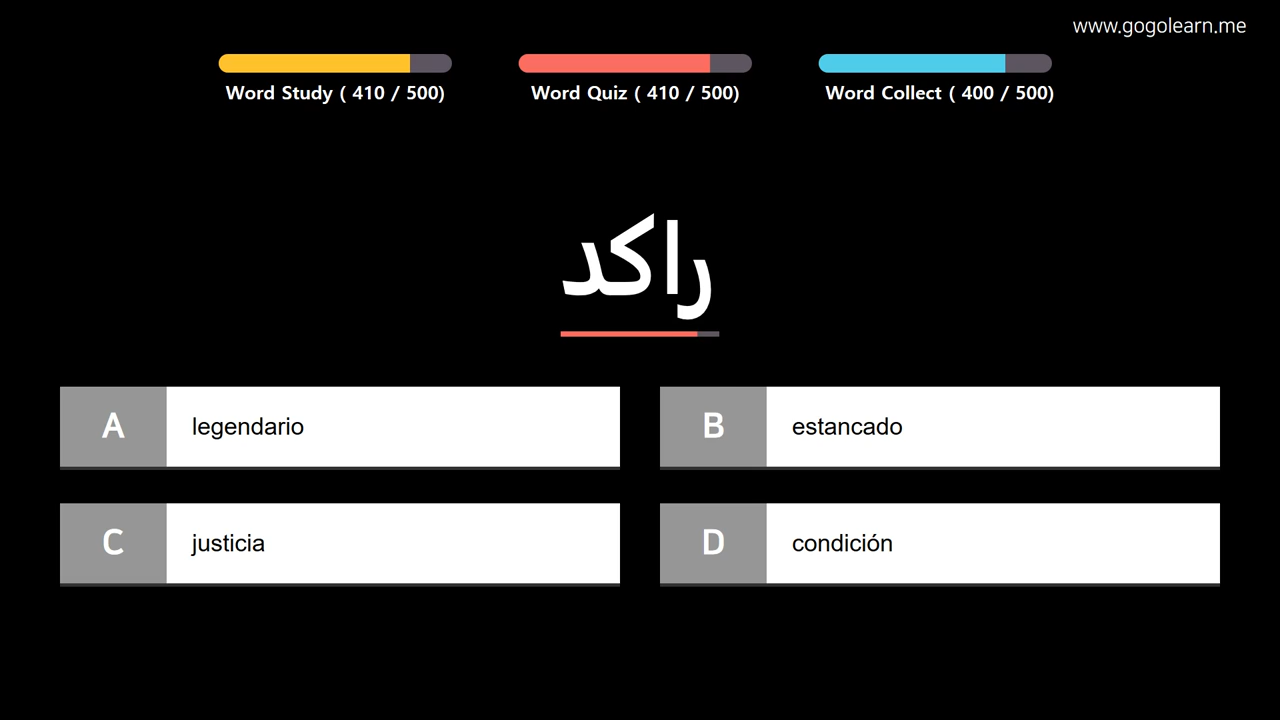 www.gogolearn.me
Word Study ( 410 / 500)
Word Quiz ( 410 / 500)
Word Collect ( 400 / 500)
راكد
A legendario
B estancado
C justicia
D condición